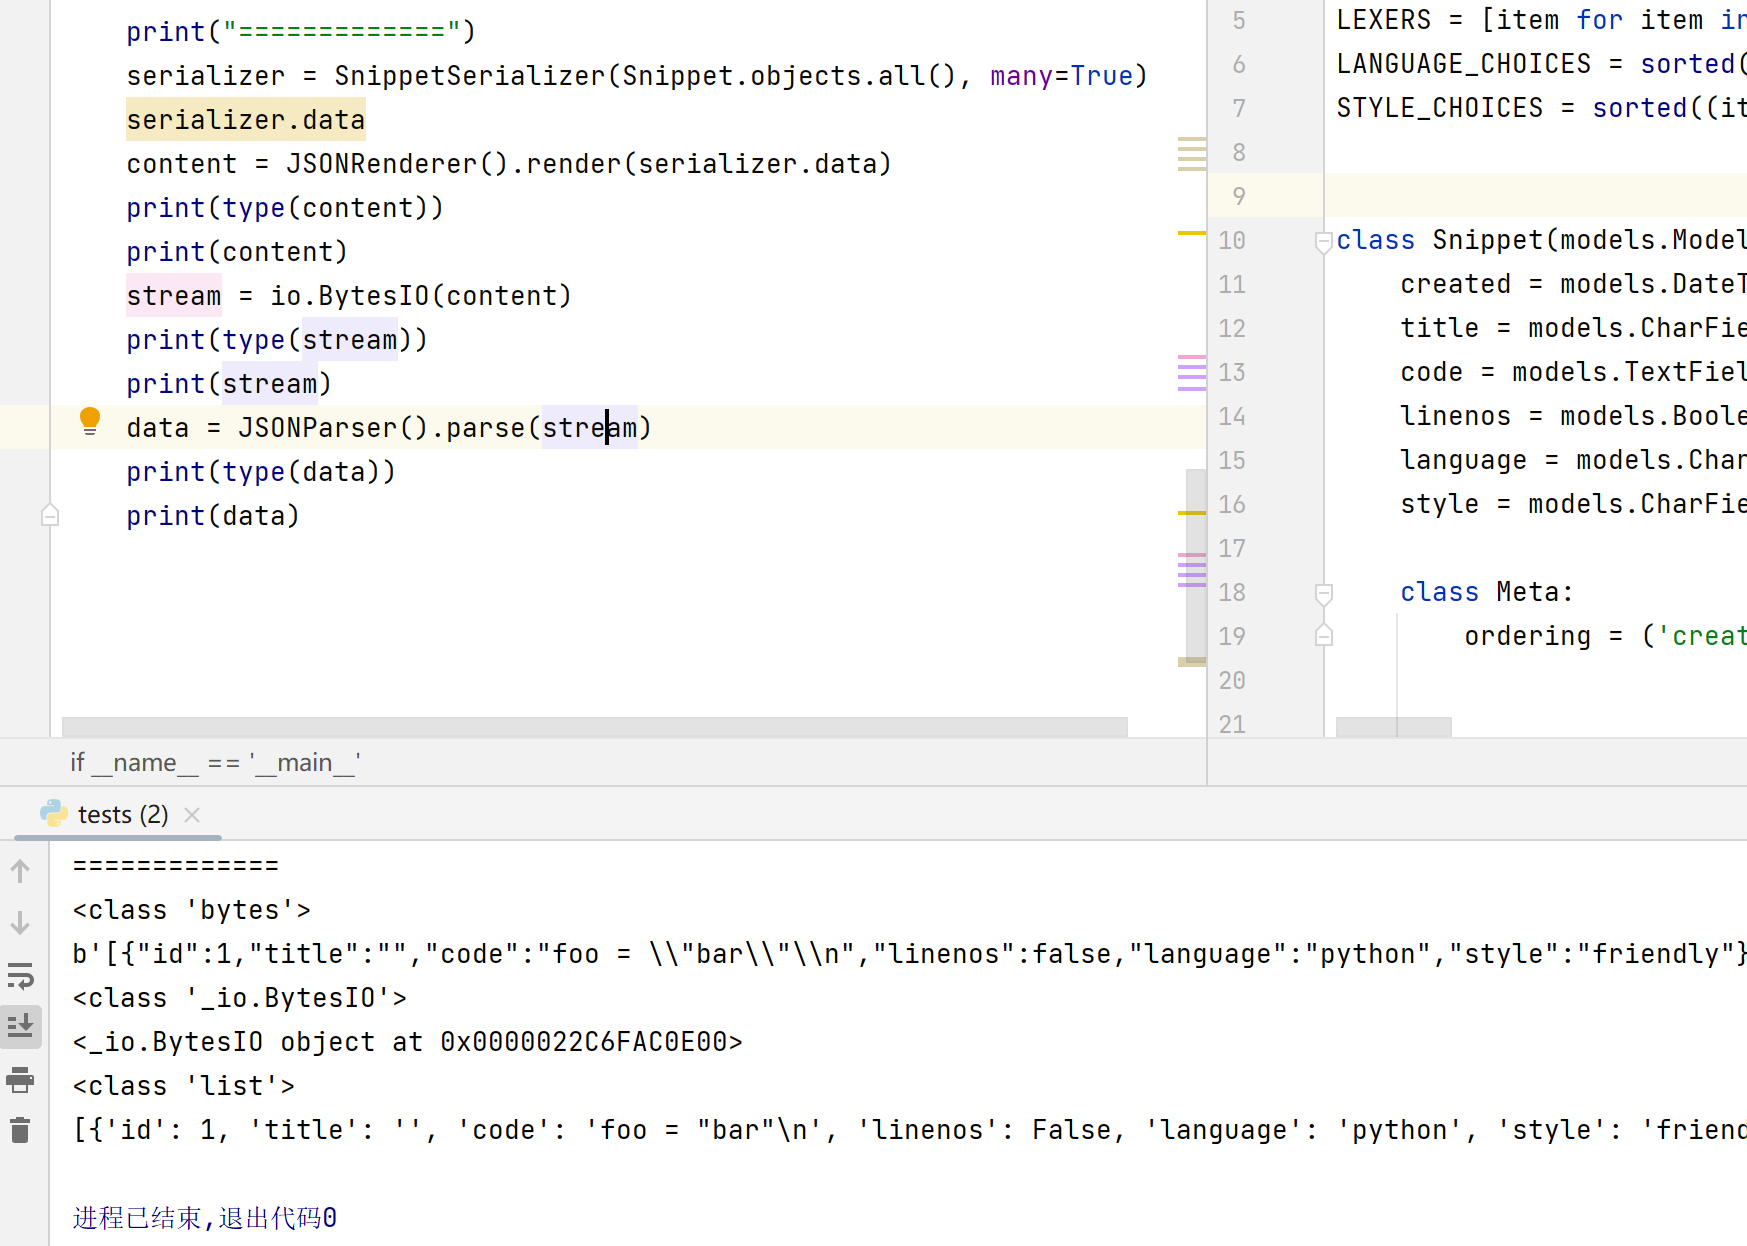 print("=============")
serializer = SnippetSerializer(Snippet.objects.all(), many=True)
serializer.data
content = JSONRenderer().render(serializer.data)
print(type(content))
print(content)
stream = io.BytesIO(content)
print(type(stream))
print(stream)
data = JSONParser().parse(stream)
print(type(data))
print(data)
5 LEXERS = [item for item in
6 LANGUAGE_CHOICES = sorted(
7 STYLE_CHOICES = sorted((it
8
9
10 class Snippet(models.Model
11 created = models.DateT
12 title = models.CharFie
13 code = models.TextFiel
14 linenos = models.Boole
15 language = models.Char
16 style = models.CharFie
17
18 class Meta:
19 ordering = ('creat
20
21
if __name__ == '__main__'
tests (2)
=============
<class 'bytes'>
b'[{"id":1,"title":"","code":"foo = \\"bar\\"\\n","linenos":false,"language":"python","style":"friendly"}
<class '_io.BytesIO'>
<_io.BytesIO object at 0x0000022C6FAC0E00>
<class 'list'>
[{'id': 1, 'title': '', 'code': 'foo = "bar"\n', 'linenos': False, 'language': 'python', 'style': 'friend
进程已结束,退出代码0